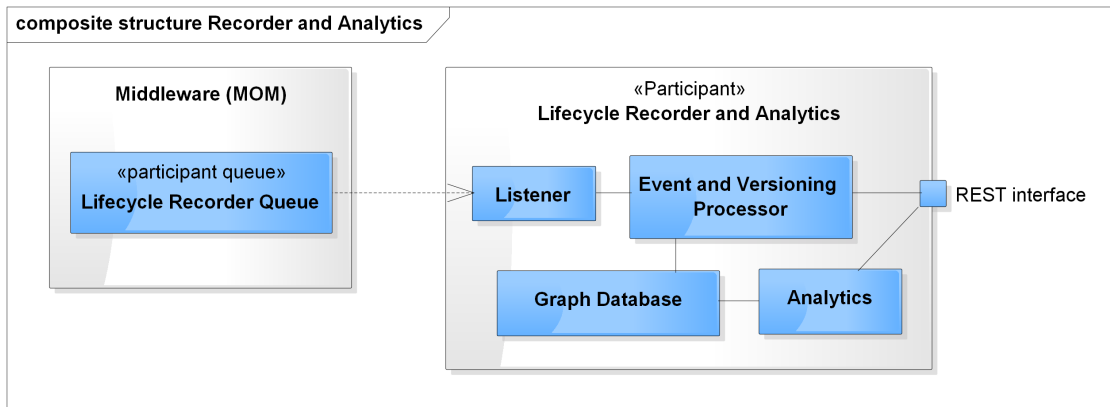 composite structure Recorder and Analytics
Middleware (MOM)
«participant queue»
Lifecycle Recorder Queue
«Participant»
Lifecycle Recorder and Analytics
Listener
Event and Versioning
Processor
REST interface
Graph Database
Analytics